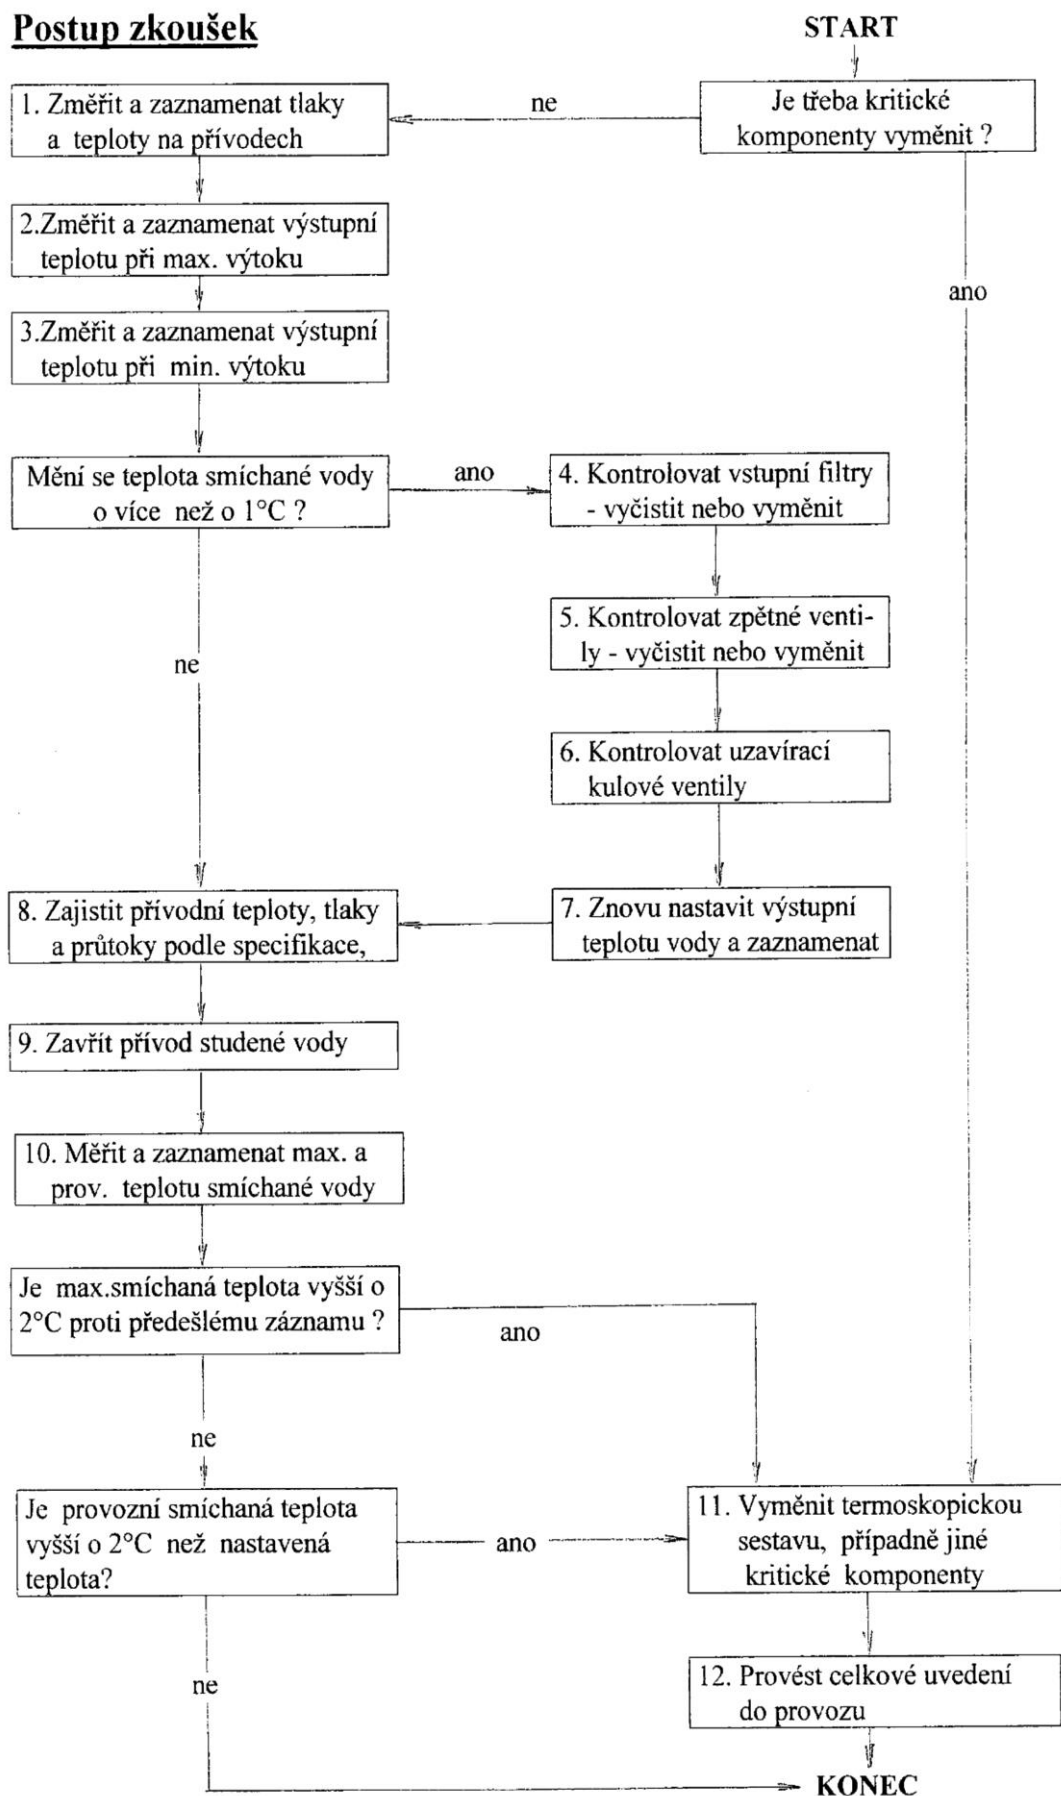 Postup zkoušek
START
Je třeba kritické
komponenty vyměnit ?
ne
1. Změřit a zaznamenat tlaky
a teploty na přívodech
2.Změřit a zaznamenat výstupní
teplotu při max. výtoku
ano
3.Změřit a zaznamenat výstupní
teplotu při min. výtoku
Mění se teplota smíchané vody
o více než o 1°C ?
ano
4. Kontrolovat vstupní filtry
- vyčistit nebo vyměnit
5. Kontrolovat zpětné venti-
ly - vyčistit nebo vyměnit
ne
6. Kontrolovat uzavírací
kulové ventily
7. Znovu nastavit výstupní
teplotu vody a zaznamenat
8. Zajistit přívodní teploty, tlaky
a průtoky podle specifikace,
9. Zavřít přívod studené vody
10. Měřit a zaznamenat max. a
prov. teplotu smíchané vody
Je max.smíchaná teplota vyšší o
2°C proti předešlému záznamu ?
ano
ne
Je provozní smíchaná teplota
vyšší o 2°C než nastavená
teplota?
ano
11. Vyměnit termoskopickou
sestavu, případně jiné
kritické komponenty
ne
12. Provést celkové uvedení
do provozu
KONEC